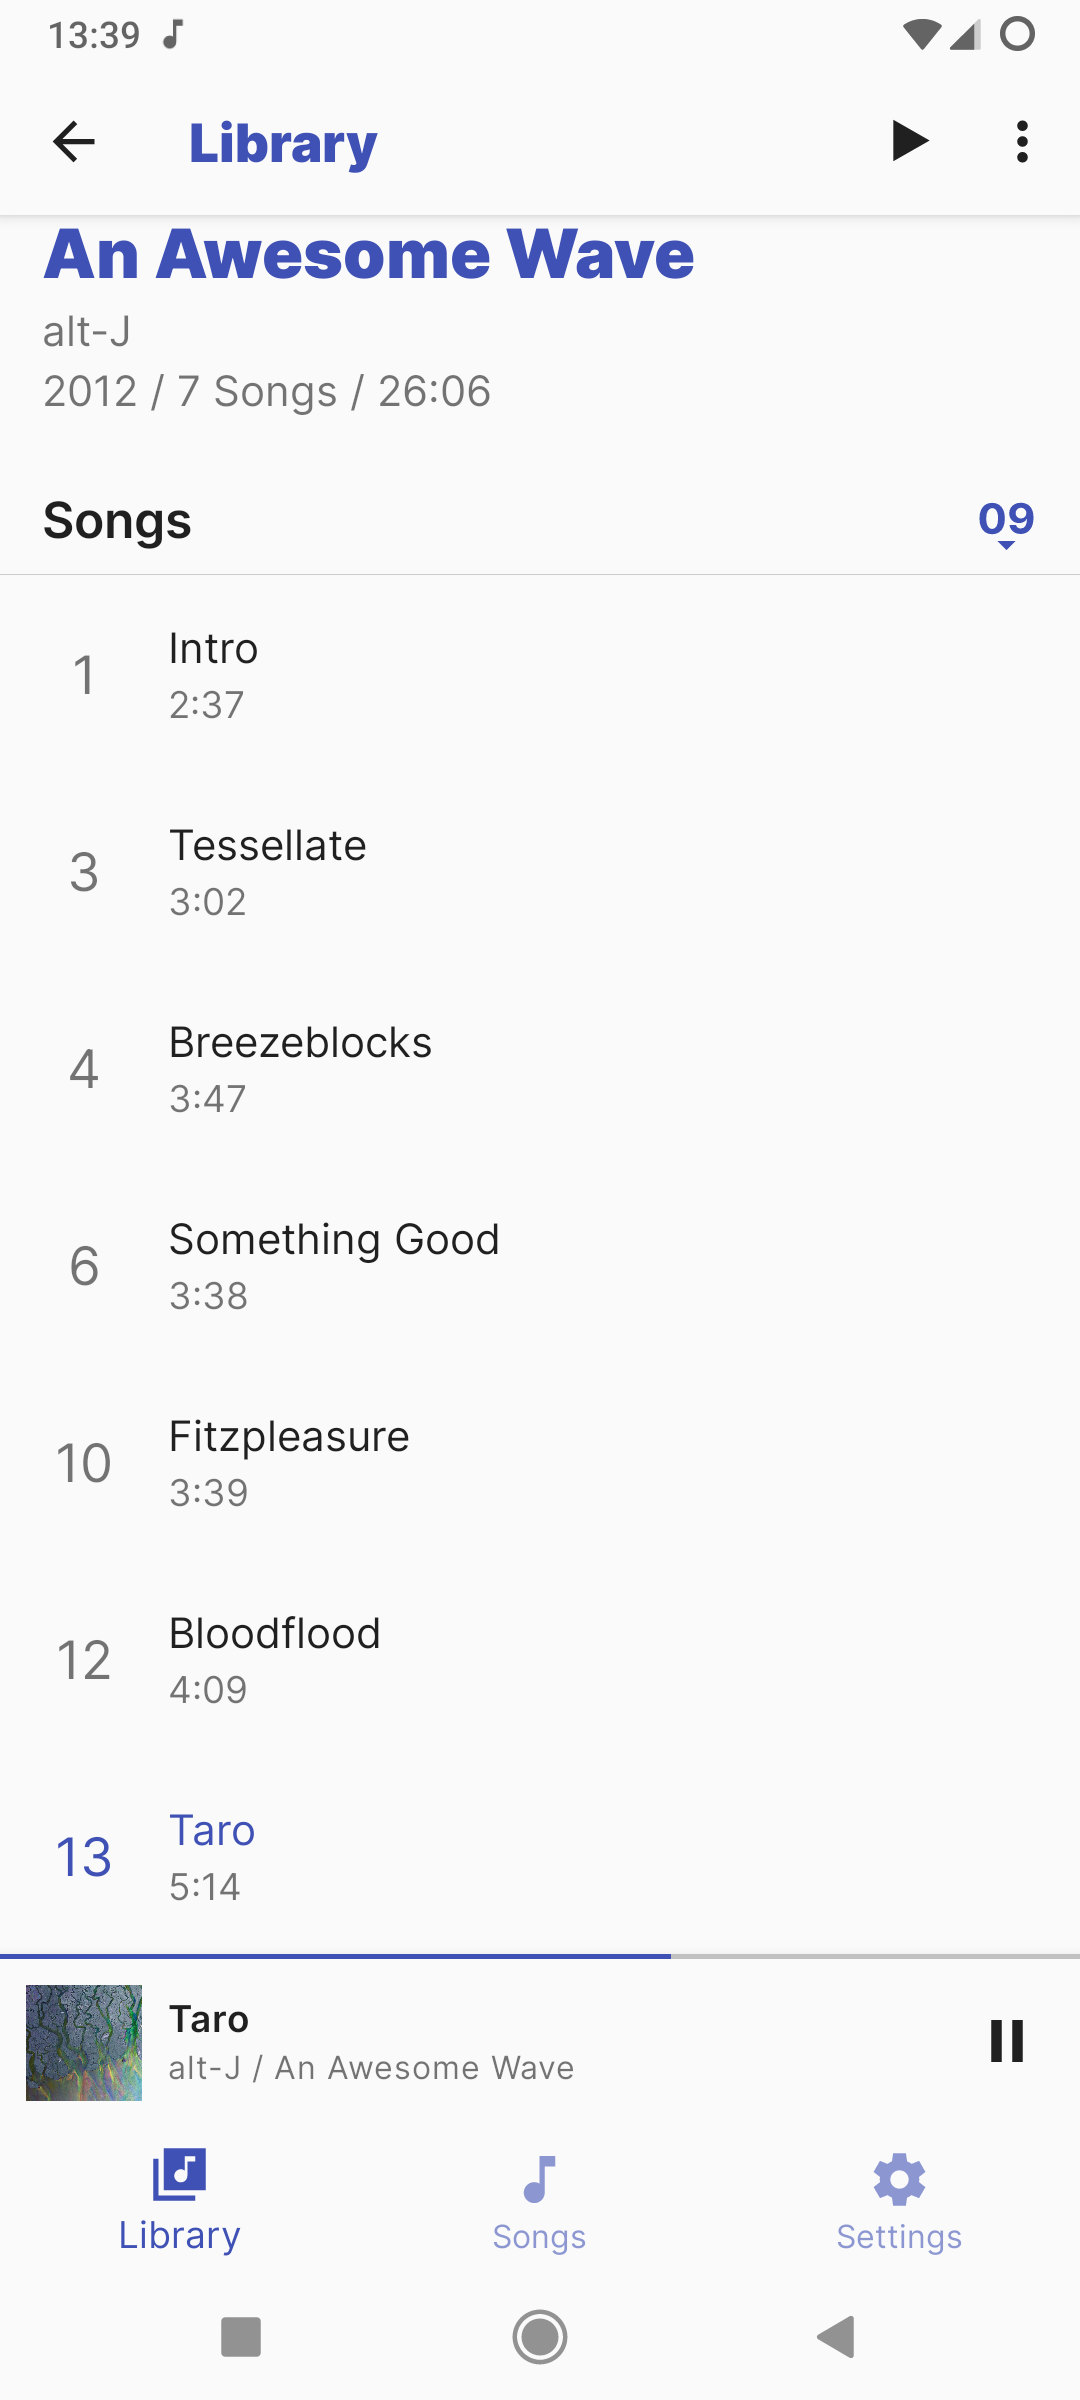 13:39
Library
An Awesome Wave
alt-J
2012 / 7 Songs / 26:06
Songs
09
1
Intro
2:37
3
Tessellate
3:02
4
Breezeblocks
3:47
6
Something Good
3:38
10
Fitzpleasure
3:39
12
Bloodflood
4:09
13
Taro
5:14
Taro
alt-J / An Awesome Wave
Library
Songs
Settings